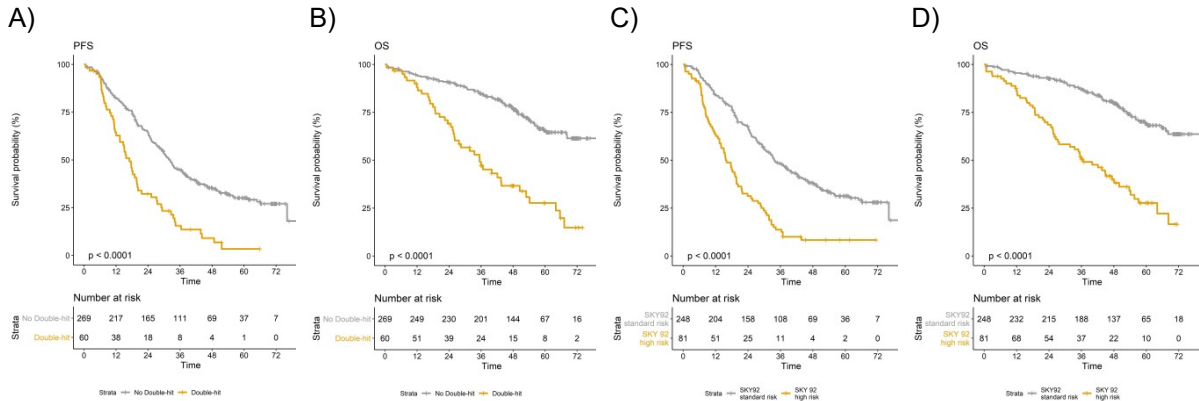 A)
PFS
Survival probability (%)
100
75
50
25
0
p < 0.0001
0 12 24 36 48 60 72
Time
Number at risk
Strata
No Double-hit 269 217 165 111 69 37 7
Double-hit 60 38 18 8 4 1 0
0 12 24 36 48 60 72
Time
Strata No Double-hit Double-hit
B)
OS
Survival probability (%)
100
75
50
25
0
p < 0.0001
0 12 24 36 48 60 72
Time
Number at risk
Strata
No Double-hit 269 249 230 201 144 67 16
Double-hit 60 51 39 24 15 8 2
0 12 24 36 48 60 72
Time
Strata No Double-hit Double-hit
C)
PFS
Survival probability (%)
100
75
50
25
0
p < 0.0001
0 12 24 36 48 60 72
Time
Number at risk
Strata
SKY92
standard risk 248 204 158 108 69 36 7
SKY 92
high risk 81 51 25 11 4 2 0
0 12 24 36 48 60 72
Time
Strata SKY92 standard risk SKY 92 high risk
D)
OS
Survival probability (%)
100
75
50
25
0
p < 0.0001
0 12 24 36 48 60 72
Time
Number at risk
Strata
SKY92
standard risk 248 232 215 188 137 65 18
SKY 92
high risk 81 68 54 37 22 10 0
0 12 24 36 48 60 72
Time
Strata SKY92 standard risk SKY 92 high risk